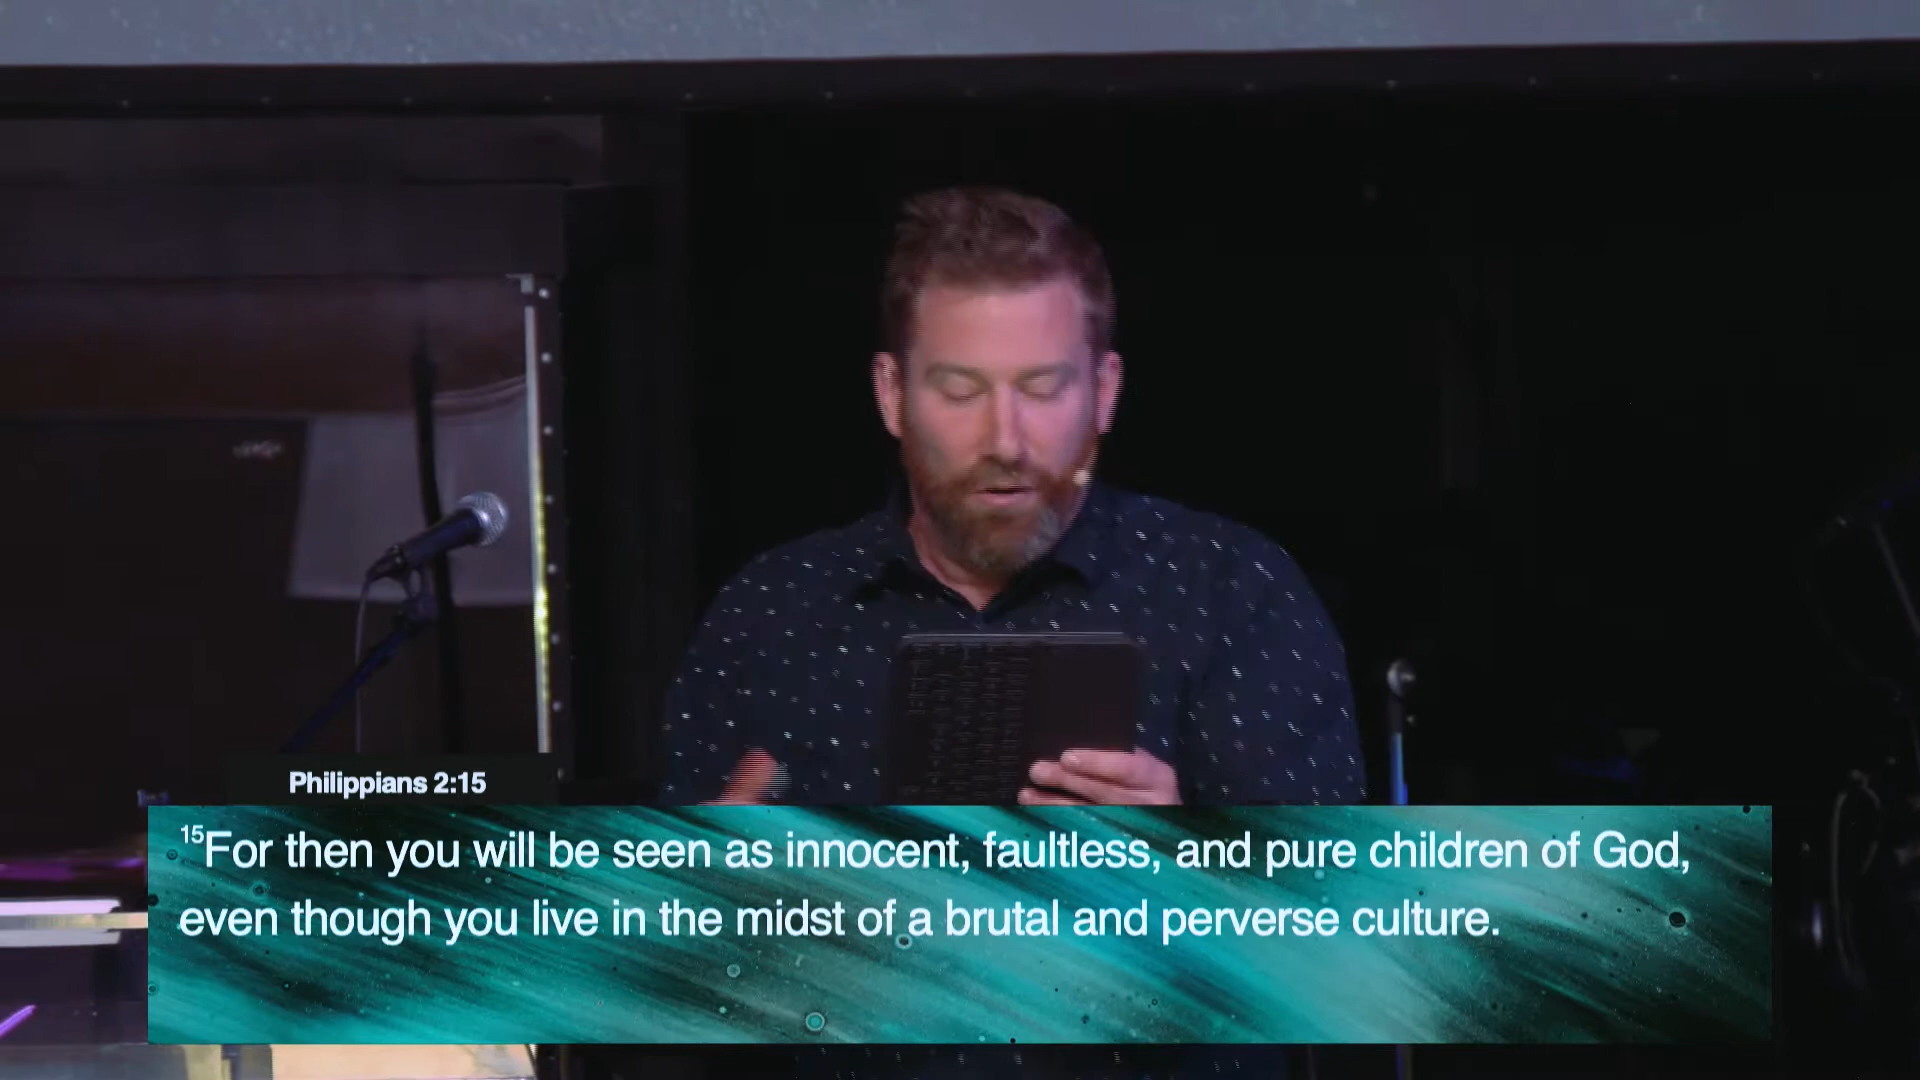 Philippians 2:15
15For then you will be seen as innocent, faultless, and pure children of God,
even though you live in the midst of a brutal and perverse culture.